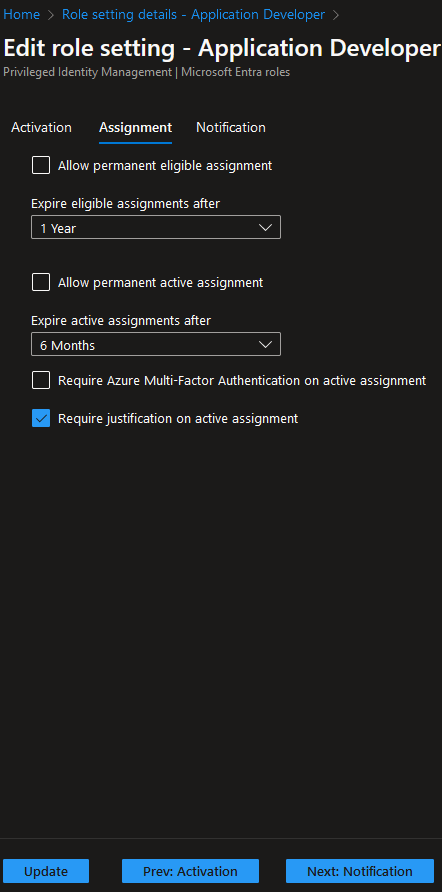 Home > Role setting details - Application Developer >
Edit role setting - Application Developer
Privileged Identity Management | Microsoft Entra roles
Activation Assignment Notification
Allow permanent eligible assignment
Expire eligible assignments after
1 Year
Allow permanent active assignment
Expire active assignments after
6 Months
Require Azure Multi-Factor Authentication on active assignment
Require justification on active assignment
Update Prev: Activation Next: Notification